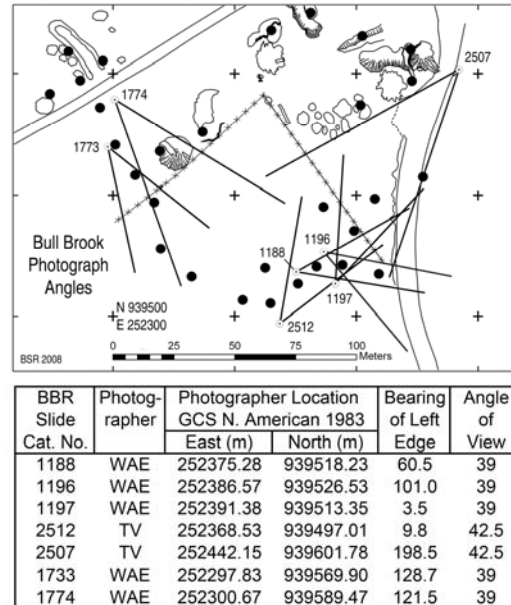 2507
1774
1773
Bull Brook
Photograph
Angles
1188
1196
1197
2512
N 939500
E 252300
BSR 2008
0 25 50 75 100
Meters
BBR Slide Cat. No. | Photog-rapher | Photographer Location GCS N. American 1983 East (m) | North (m) | Bearing of Left Edge | Angle of View
1188 WAE 252375.28 939518.23 60.5 39
1196 WAE 252386.57 939526.53 101.0 39
1197 WAE 252391.38 939513.35 3.5 39
2512 TV 252368.53 939497.01 9.8 42.5
2507 TV 252442.15 939601.78 198.5 42.5
1733 WAE 252297.83 939569.90 128.7 39
1774 WAE 252300.67 939589.47 121.5 39